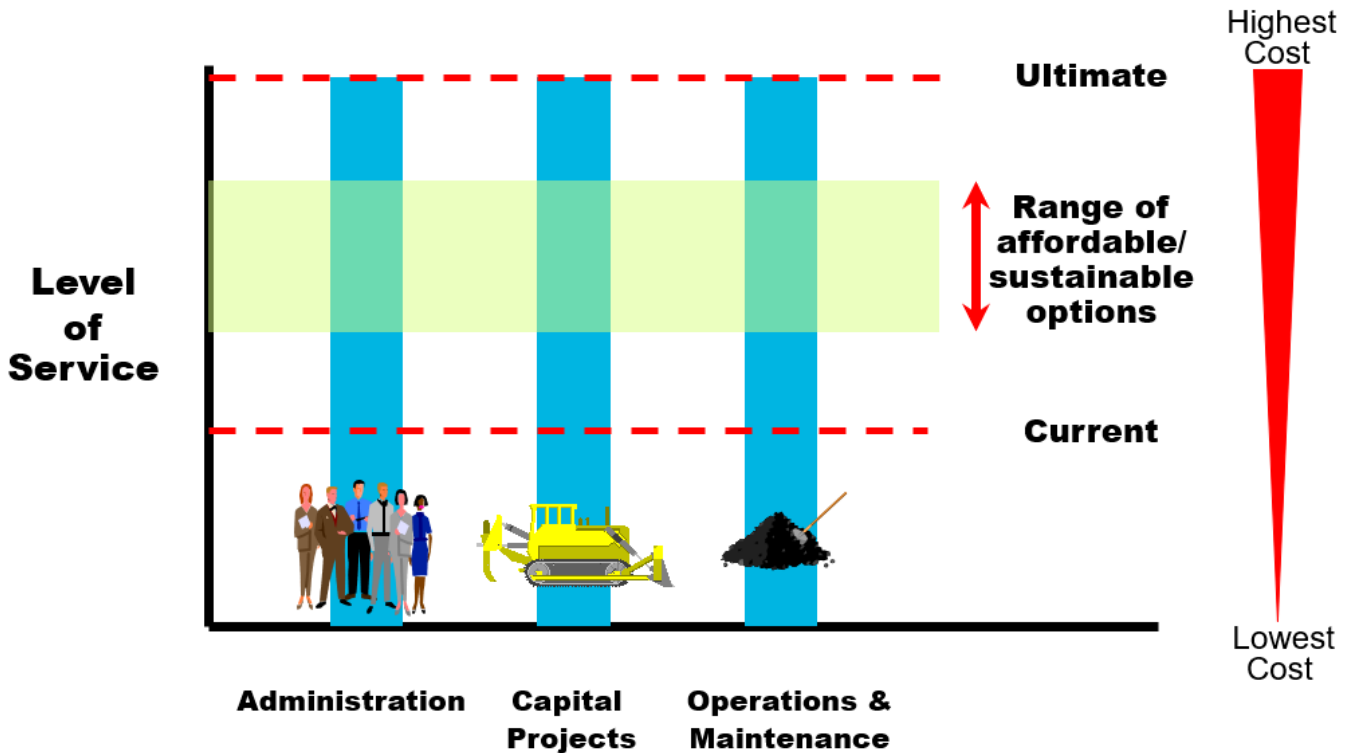 Highest
Cost
Ultimate
Range of
affordable/
sustainable
options
Level
of
Service
Current
Lowest
Cost
Administration
Capital
Projects
Operations &
Maintenance